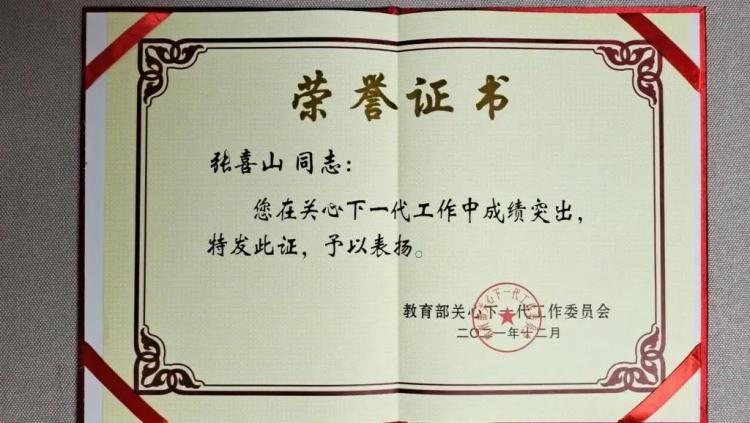 荣誉证书
张喜山 同志：
您在关心下一代工作中成绩突出，
特发此证，予以表扬。
教育部关心下一代工作委员会
二〇二一年十二月